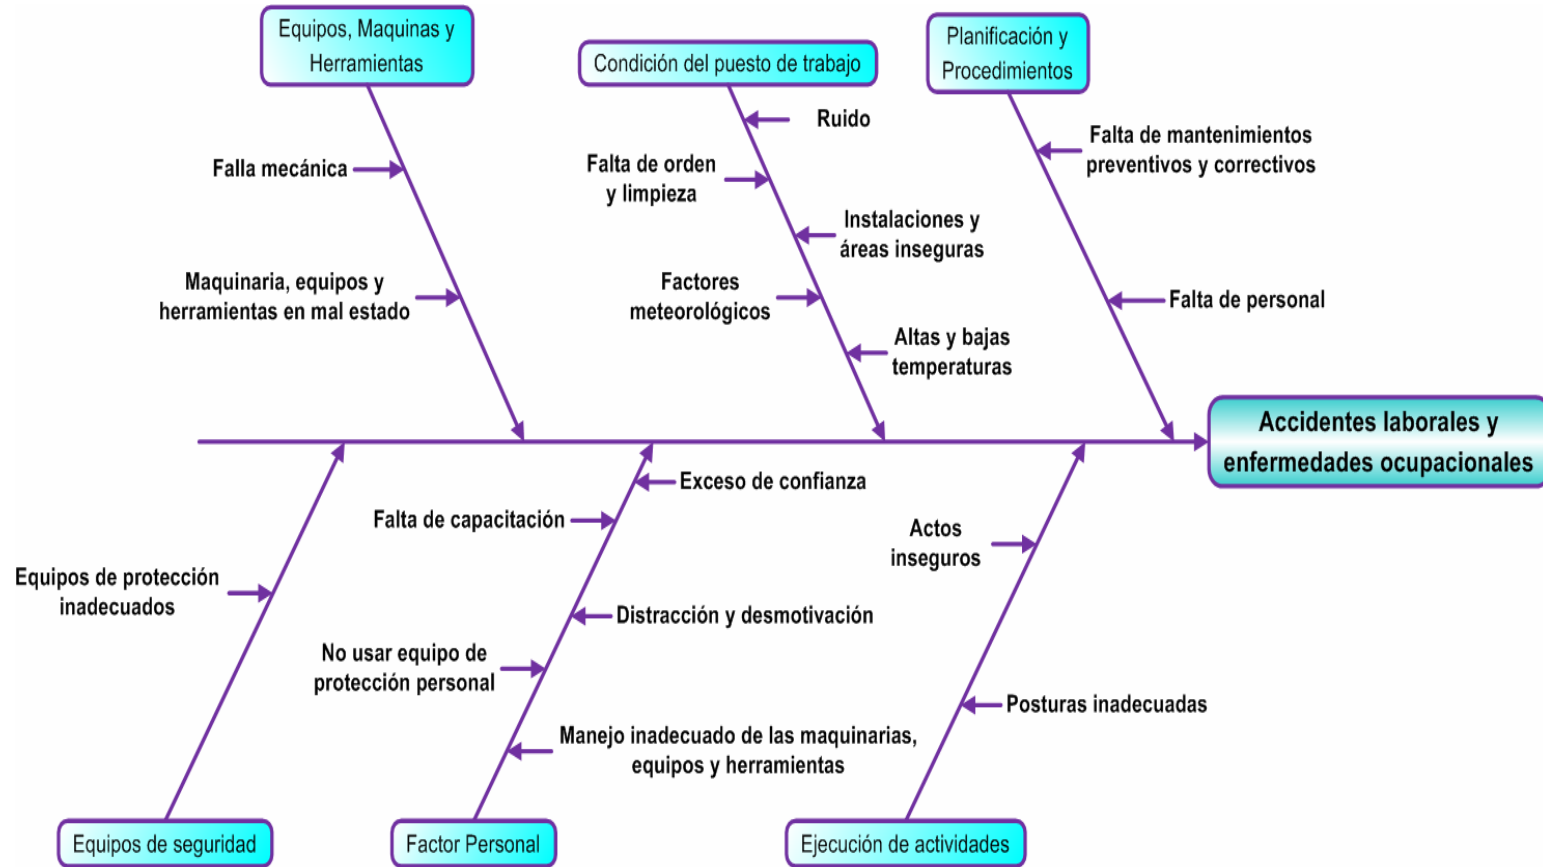 Equipos, Maquinas y
Herramientas
Condición del puesto de trabajo
Planificación y
Procedimientos
Falla mecánica
Maquinaria, equipos y
herramientas en mal estado
Ruido
Falta de orden
y limpieza
Instalaciones y
áreas inseguras
Factores
meteorológicos
Altas y bajas
temperaturas
Falta de mantenimientos
preventivos y correctivos
Falta de personal
Accidentes laborales y
enfermedades ocupacionales
Equipos de protección
inadecuados
Exceso de confianza
Falta de capacitación
Distracción y desmotivación
No usar equipo de
protección personal
Manejo inadecuado de las maquinarias,
equipos y herramientas
Actos
inseguros
Posturas inadecuadas
Equipos de seguridad
Factor Personal
Ejecución de actividades